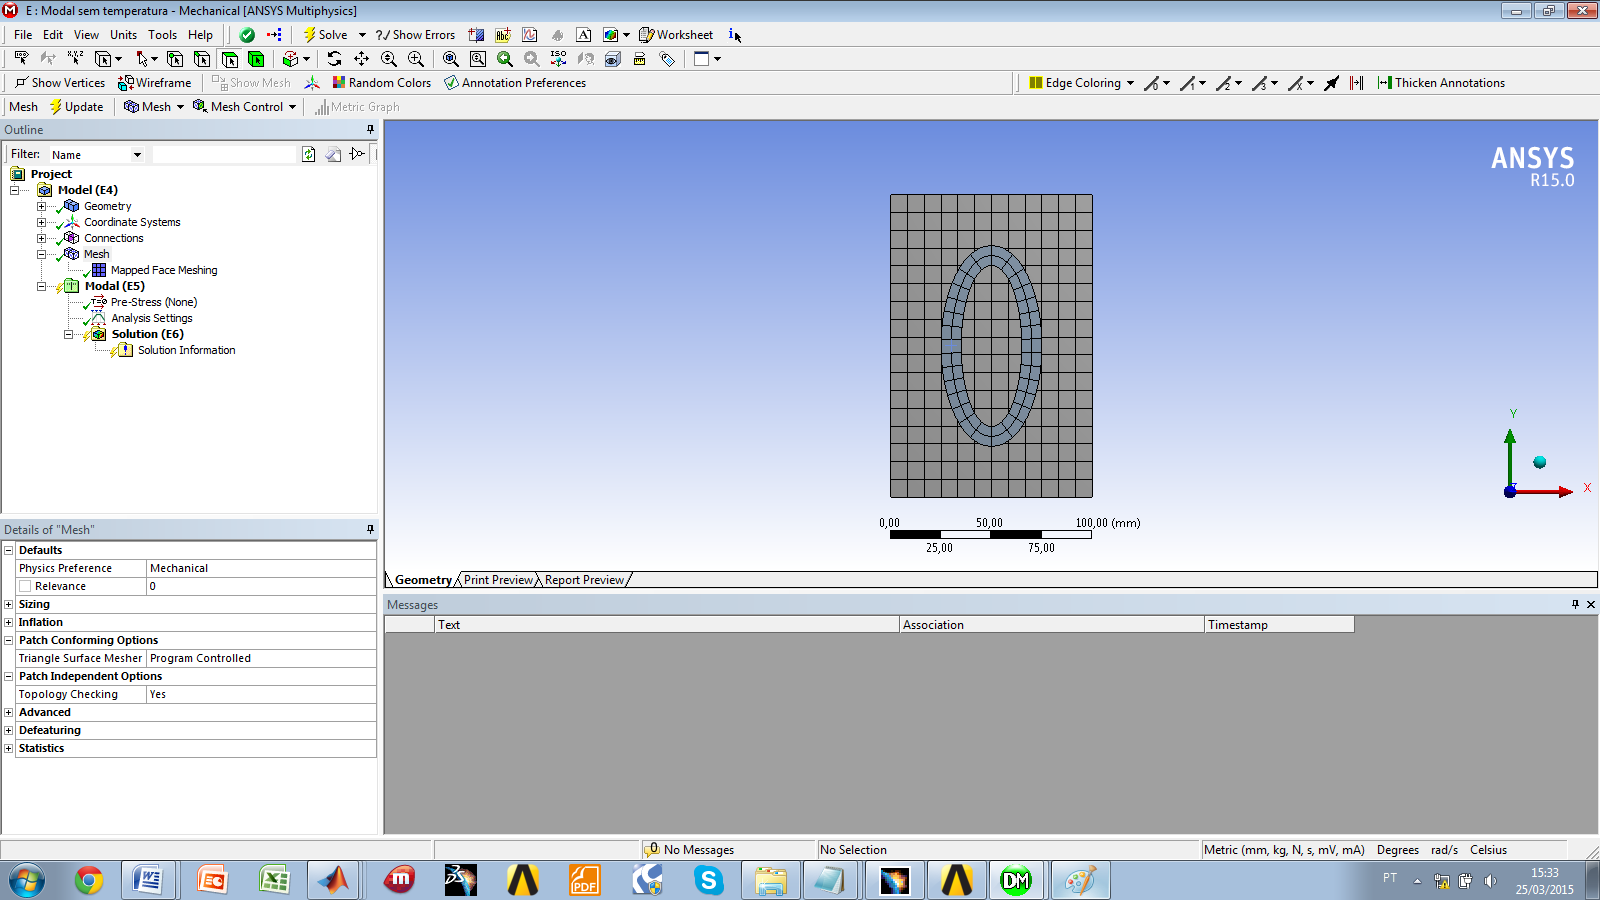 E : Modal sem temperatura - Mechanical [ANSYS Multiphysics]
File Edit View Units Tools Help Solve ?/ Show Errors Worksheet
Show Vertices Wireframe Show Mesh Random Colors Annotation Preferences Edge Coloring Thicken Annotations
Mesh Update Mesh Mesh Control Metric Graph
Outline
Filter: Name
Project
Model (E4)
Geometry
Coordinate Systems
Connections
Mesh
Mapped Face Meshing
Modal (E5)
Pre-Stress (None)
Analysis Settings
Solution (E6)
Solution Information
ANSYS
R15.0
Y
X
0,00 50,00 100,00 (mm)
25,00 75,00
Geometry Print Preview Report Preview
Details of "Mesh"
Defaults
Physics Preference Mechanical
Relevance 0
Sizing
Inflation
Patch Conforming Options
Triangle Surface Mesher Program Controlled
Patch Independent Options
Topology Checking Yes
Advanced
Defeaturing
Statistics
Messages
Text Association Timestamp
0 No Messages No Selection Metric (mm, kg, N, s, mV, mA) Degrees rad/s Celsius
PDF
DM
PT
15:33
25/03/2015